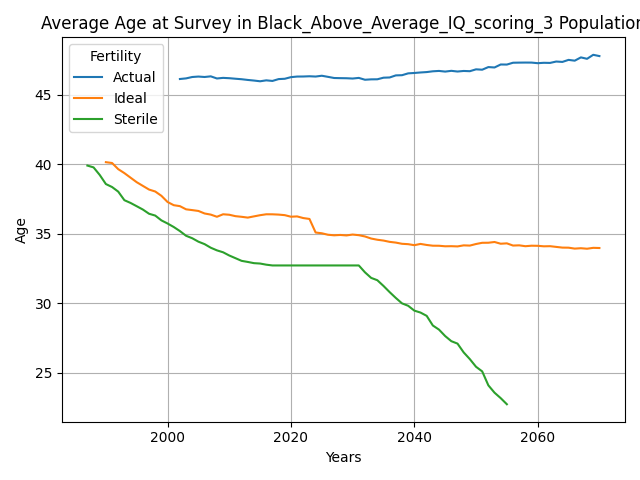 Average Age at Survey in Black_Above_Average_IQ_scoring_3 Population
Fertility
Actual
Ideal
Sterile
45
40
35
30
25
Age
2000
2020
2040
2060
Years